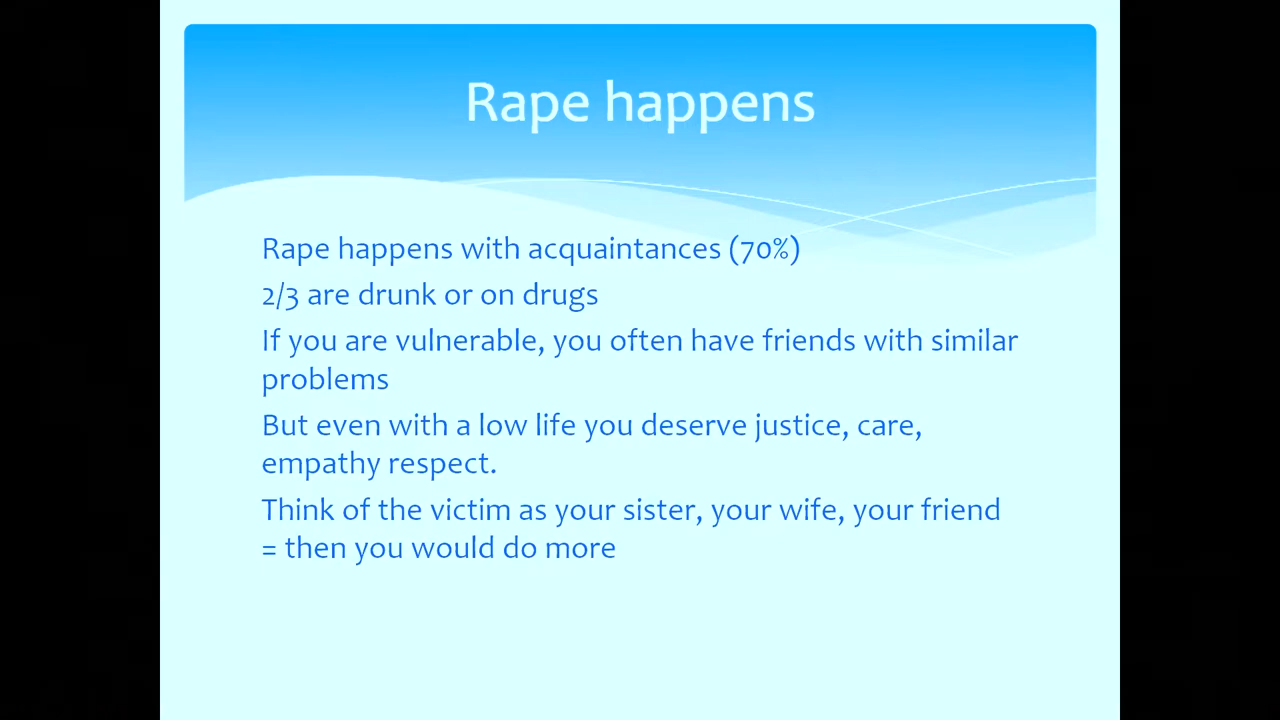 Rape happens
Rape happens with acquaintances (70%)
2/3 are drunk or on drugs
If you are vulnerable, you often have friends with similar
problems
But even with a low life you deserve justice, care,
empathy respect.
Think of the victim as your sister, your wife, your friend
= then you would do more